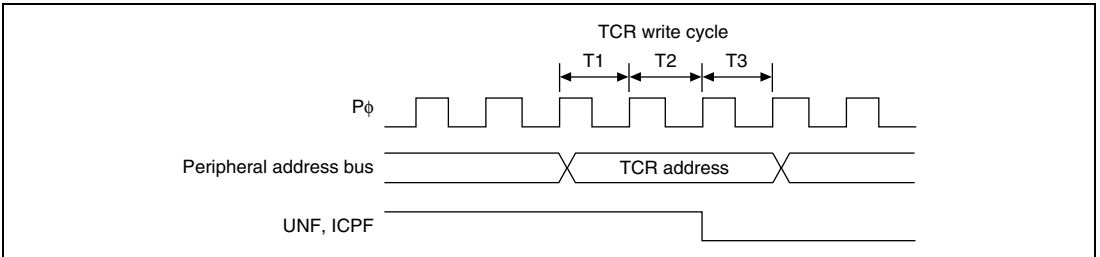 TCR write cycle
T1 T2 T3
Pϕ
Peripheral address bus TCR address
UNF, ICPF